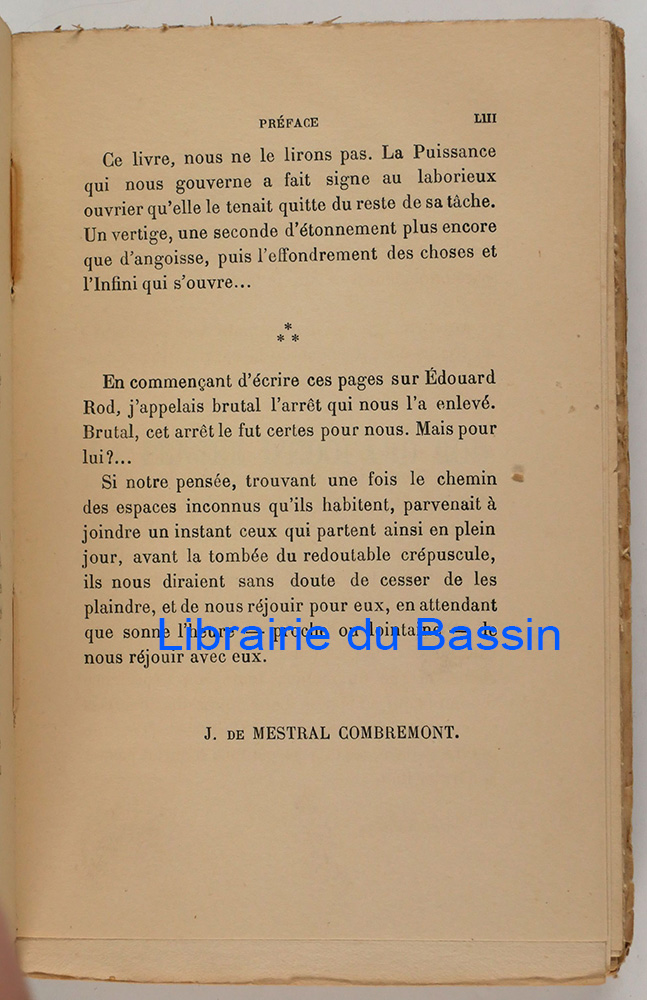 PRÉFACE LIII
Ce livre, nous ne le lirons pas. La Puissance
qui nous gouverne a fait signe au laborieux
ouvrier qu'elle le tenait quitte du reste de sa tâche.
Un vertige, une seconde d'étonnement plus encore
que d'angoisse, puis l'effondrement des choses et
l'Infini qui s'ouvre...
*
* *
En commençant d'écrire ces pages sur Édouard
Rod, j'appelais brutal l'arrêt qui nous l'a enlevé.
Brutal, cet arrêt le fut certes pour nous. Mais pour
lui?...
Si notre pensée, trouvant une fois le chemin
des espaces inconnus qu'ils habitent, parvenait à
joindre un instant ceux qui partent ainsi en plein
jour, avant la tombée du redoutable crépuscule,
ils nous diraient sans doute de cesser de les
plaindre, et de nous réjouir pour eux, en attendant
que sonne l'heure — proche ou lointaine — de
Librairie du Bassin
nous réjouir avec eux.
J. DE MESTRAL COMBREMONT.